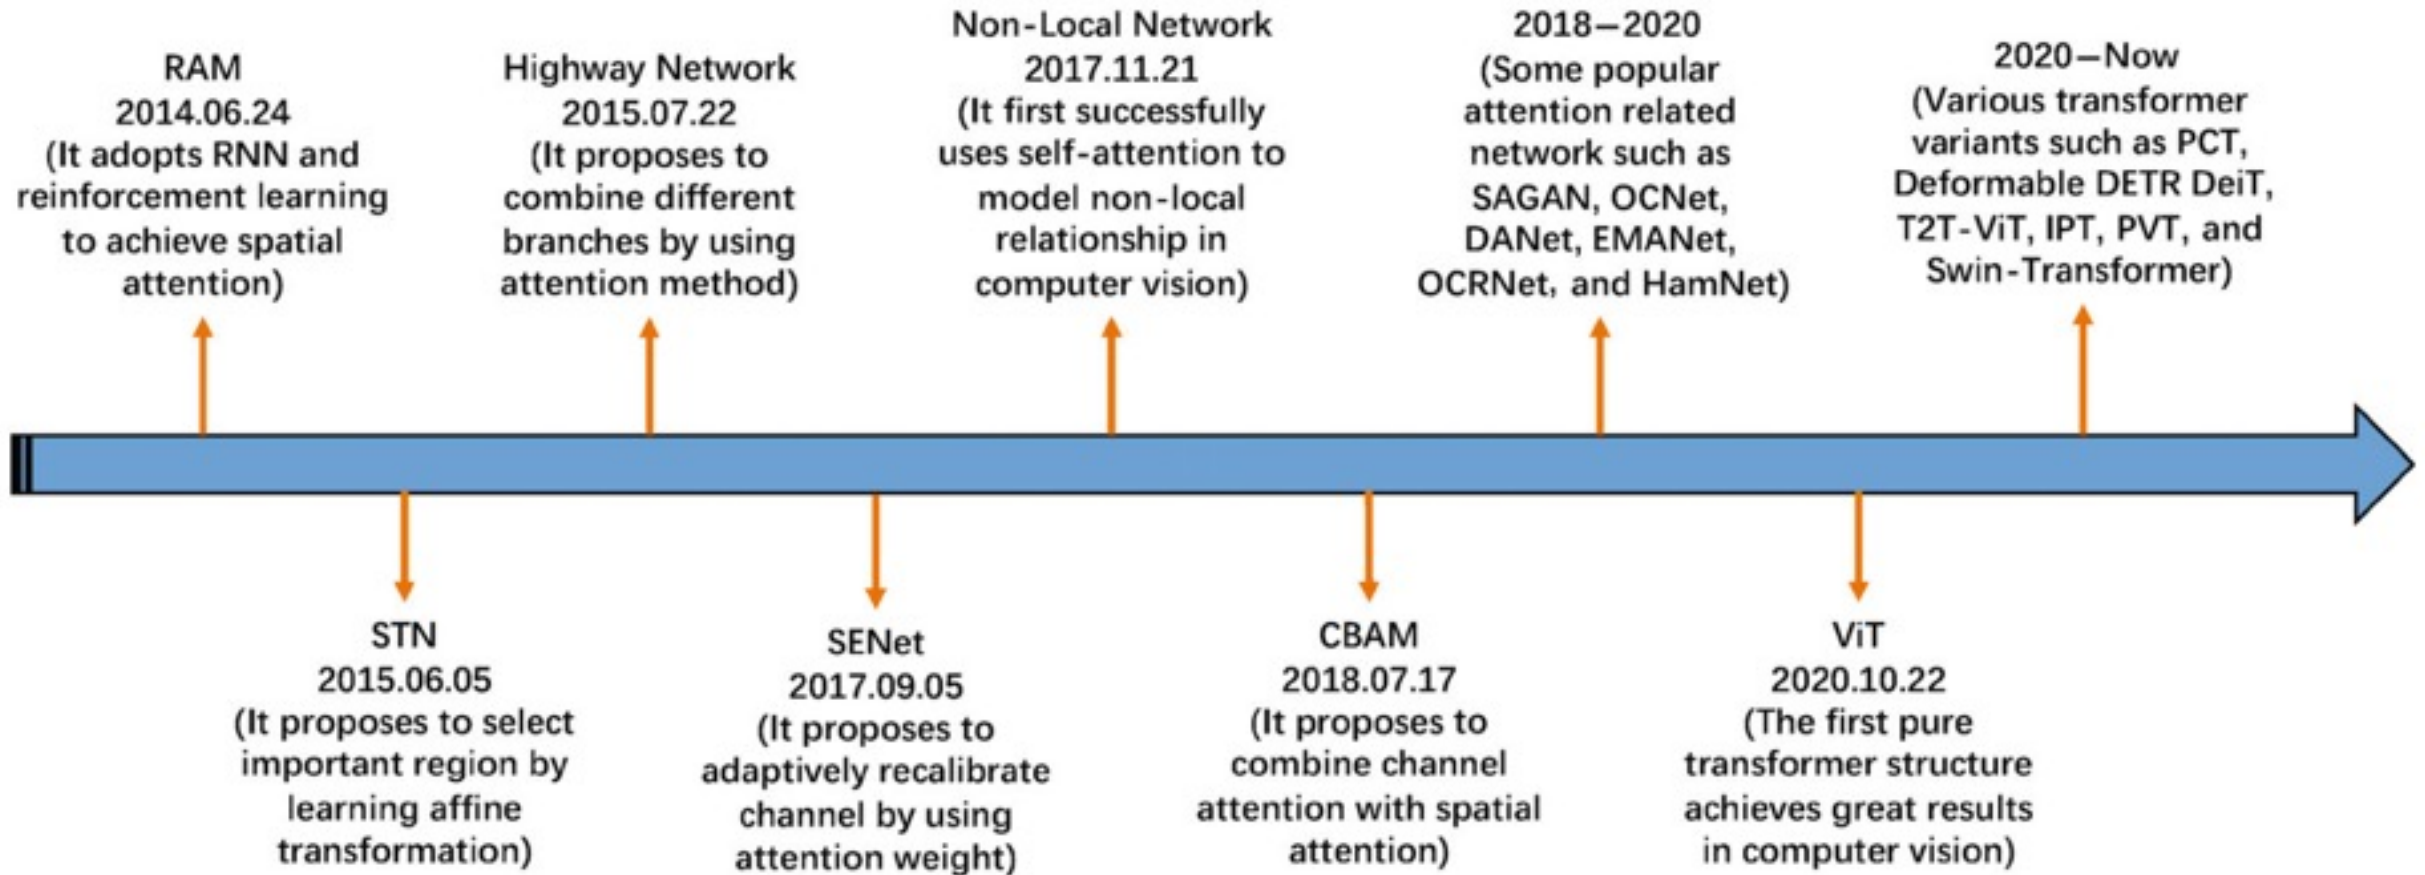 RAM
2014.06.24
(It adopts RNN and
reinforcement learning
to achieve spatial
attention)
STN
2015.06.05
(It proposes to select
important region by
learning affine
transformation)
Highway Network
2015.07.22
(It proposes to
combine different
branches by using
attention method)
SENet
2017.09.05
(It proposes to
adaptively recalibrate
channel by using
attention weight)
Non-Local Network
2017.11.21
(It first successfully
uses self-attention to
model non-local
relationship in
computer vision)
CBAM
2018.07.17
(It proposes to
combine channel
attention with spatial
attention)
2018—2020
(Some popular
attention related
network such as
SAGAN, OCNet,
DANet, EMANet,
OCRNet, and HamNet)
ViT
2020.10.22
(The first pure
transformer structure
achieves great results
in computer vision)
2020—Now
(Various transformer
variants such as PCT,
Deformable DETR DeiT,
T2T-ViT, IPT, PVT, and
Swin-Transformer)